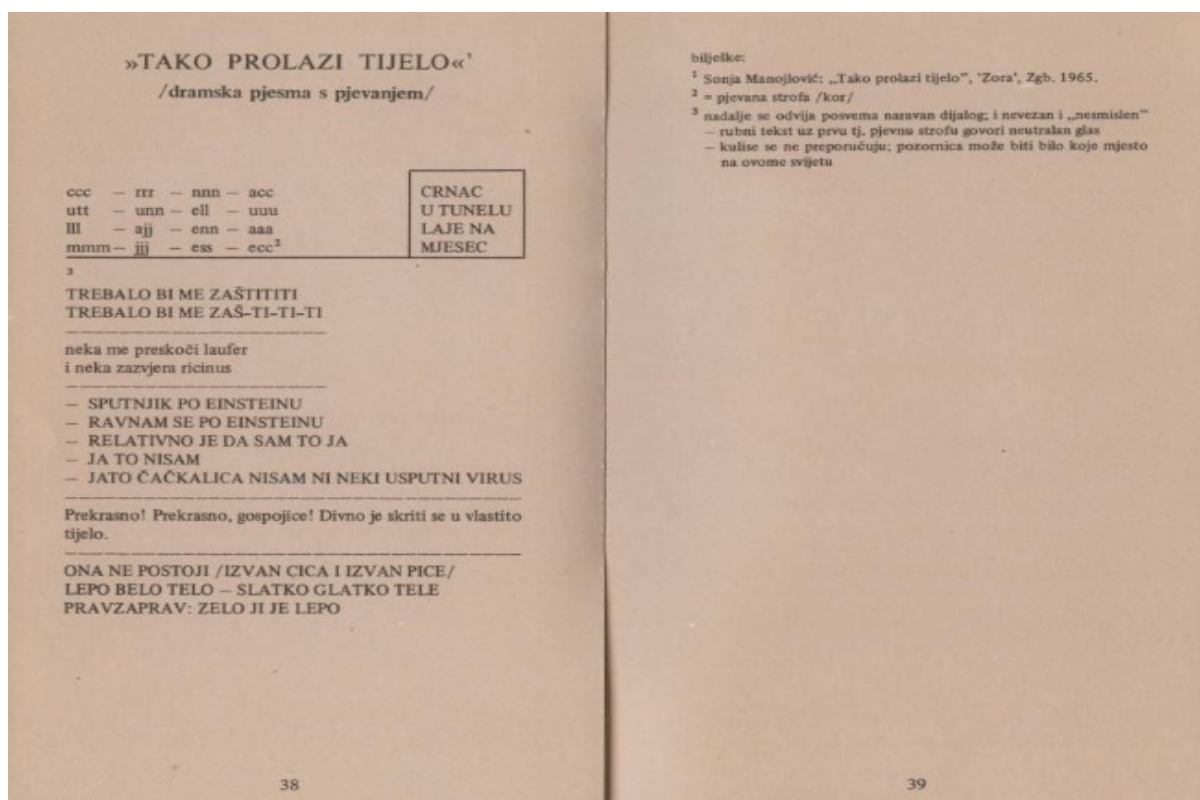 »TAKO PROLAZI TIJELO«'
/dramska pjesma s pjevanjem/
ccc – rrr – nnn – acc
utt – unn – ell – uuu
lll – ajj – enn – aaa
mmm – jjj – ess – ecc²
CRNAC
U TUNELU
LAJE NA
MJESEC
3
TREBALO BI ME ZAŠTITITI
TREBALO BI ME ZAŠ-TI-TI-TI
neka me preskoči laufer
i neka zazvjera ricinus
– SPUTNJIK PO EINSTEINU
– RAVNAM SE PO EINSTEINU
– RELATIVNO JE DA SAM TO JA
– JA TO NISAM
– JATO ČAČKALICA NISAM NI NEKI USPUTNI VIRUS
Prekrasno! Prekrasno, gospojice! Divno je skriti se u vlastito
tijelo.
ONA NE POSTOJI /IZVAN CICA I IZVAN PICE/
LEPO BELO TELO – SLATKO GLATKO TELE
PRAVZAPRAV: ZELO JI JE LEPO
38
bilješke:
¹ Sonja Manojlović: „Tako prolazi tijelo", 'Zora', Zgb. 1965.
² = pjevana strofa /kor/
³ nadalje se odvija posvema naravan dijalog; i nevezan i „nesmislen"
– rubni tekst uz prvu tj. pjevnu strofu govori neutralan glas
– kulise se ne preporučuju; pozornica može biti bilo koje mjesto
na ovome svijetu
39